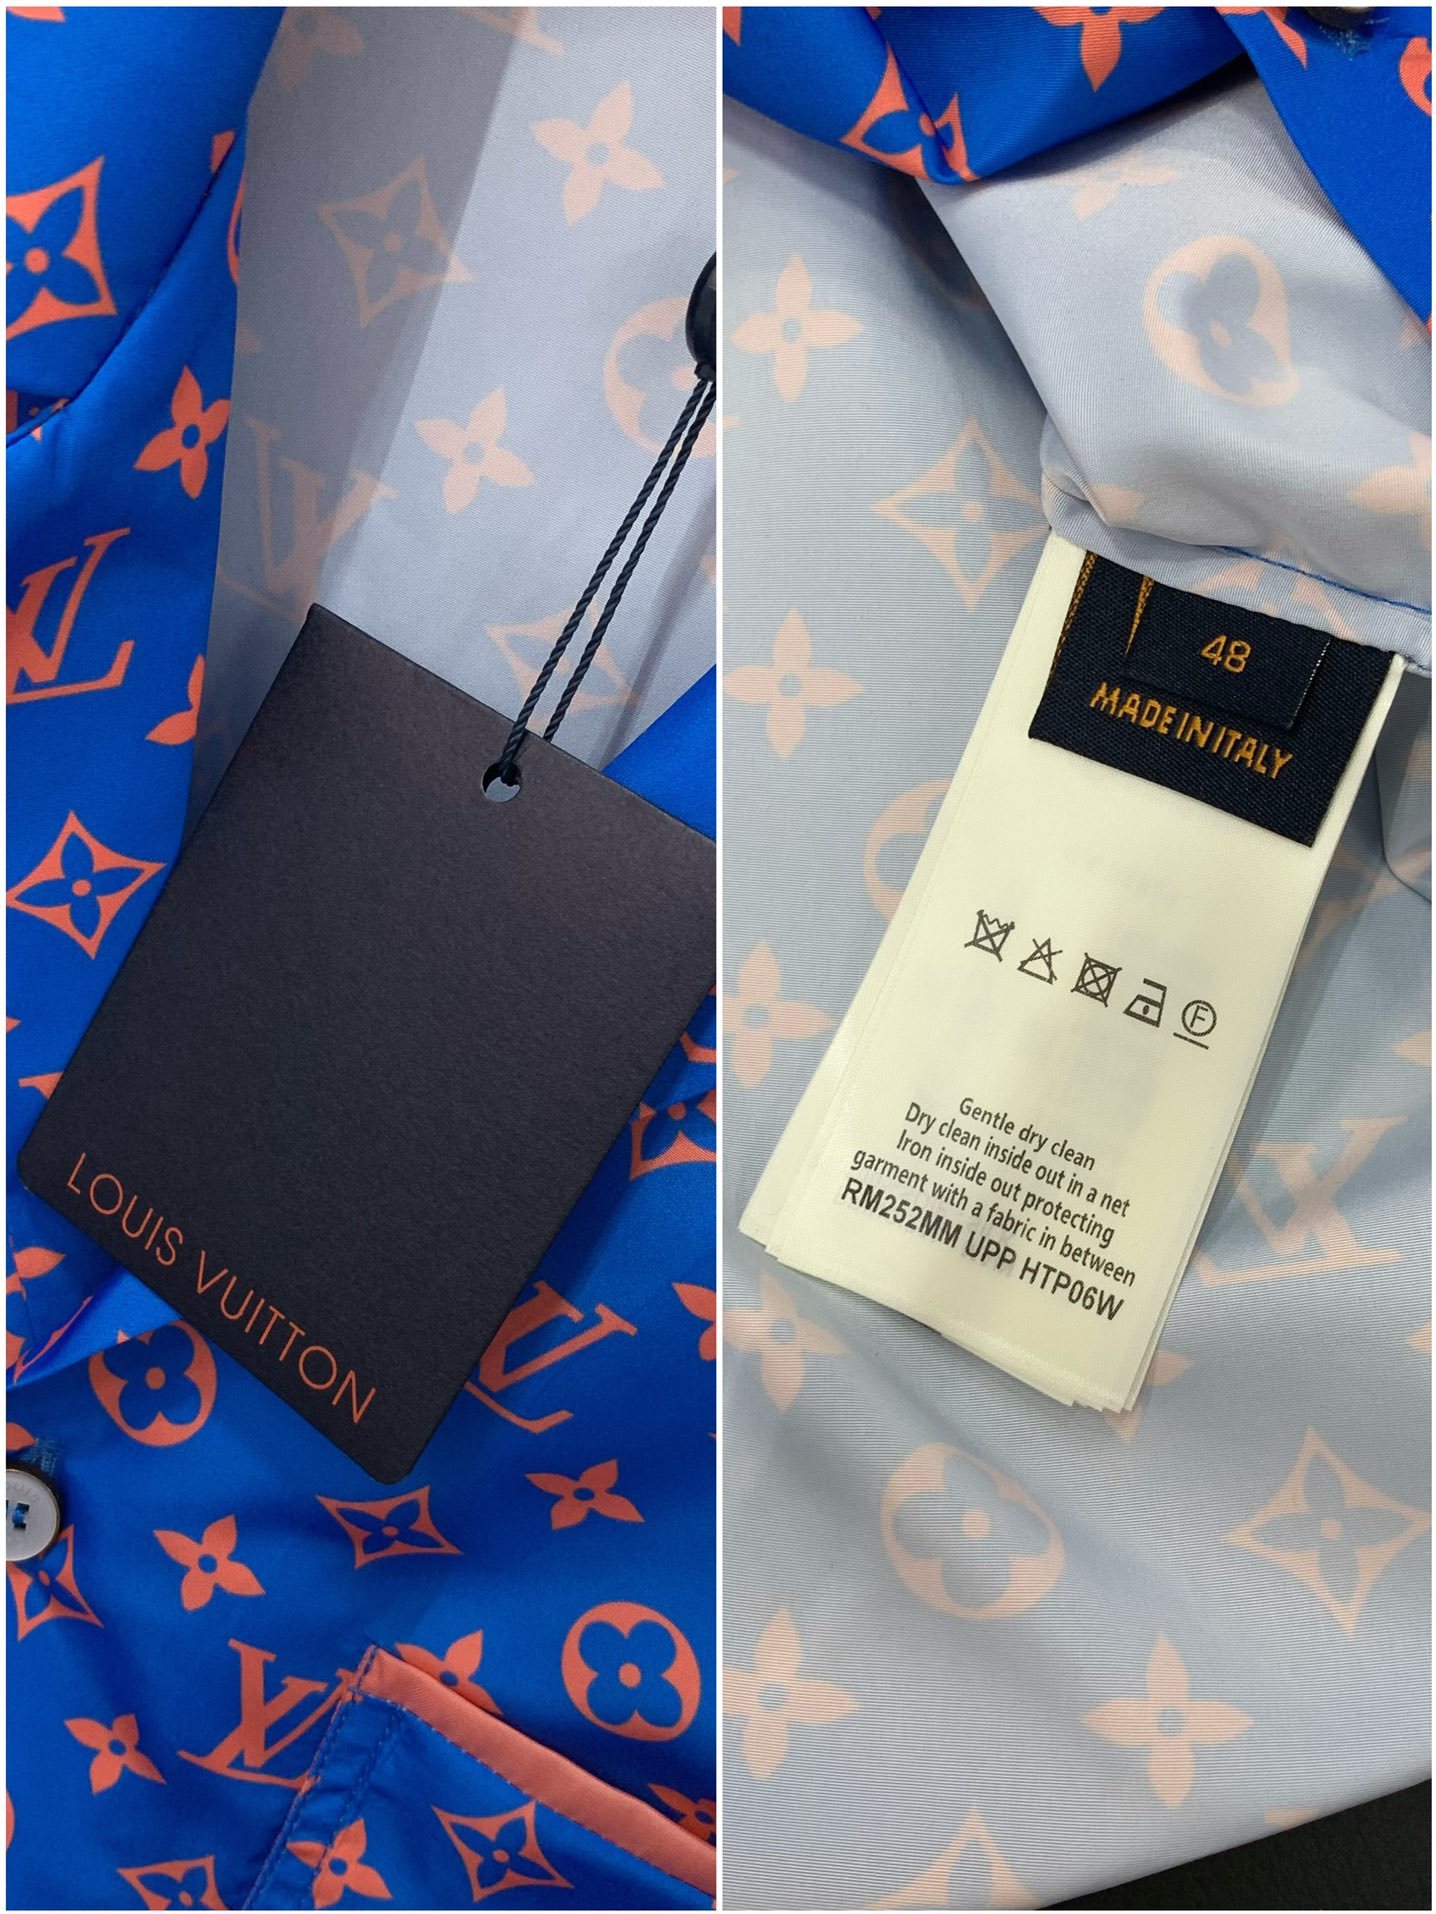 LOUIS VUITTON
48
MADE IN ITALY
F
Gentle dry clean
Dry clean inside out in a net
Iron inside out protecting
garment with a fabric in between
RM252MM UPP HTP06W